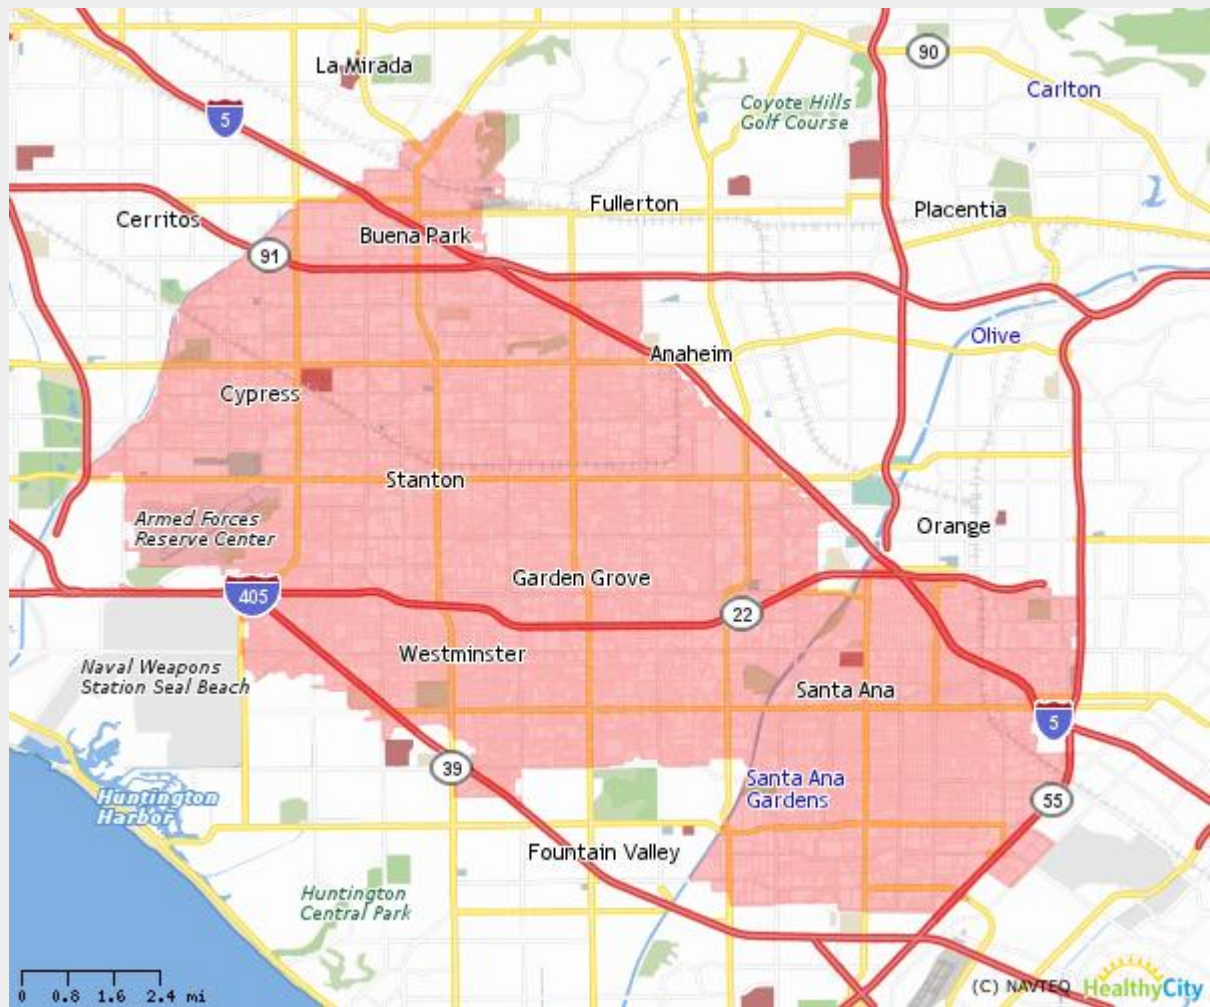 La Mirada
90
Carlton
5
Coyote Hills
Golf Course
Cerritos
Fullerton
Placentia
Buena Park
91
Olive
Anaheim
Cypress
Stanton
Armed Forces
Reserve Center
Orange
Garden Grove
405
22
Westminster
Naval Weapons
Station Seal Beach
Santa Ana
5
39
Santa Ana
Gardens
Huntington
Harbor
55
Fountain Valley
Huntington
Central Park
0 0.8 1.6 2.4 mi
(C) NAVTEQ
HealthyCity